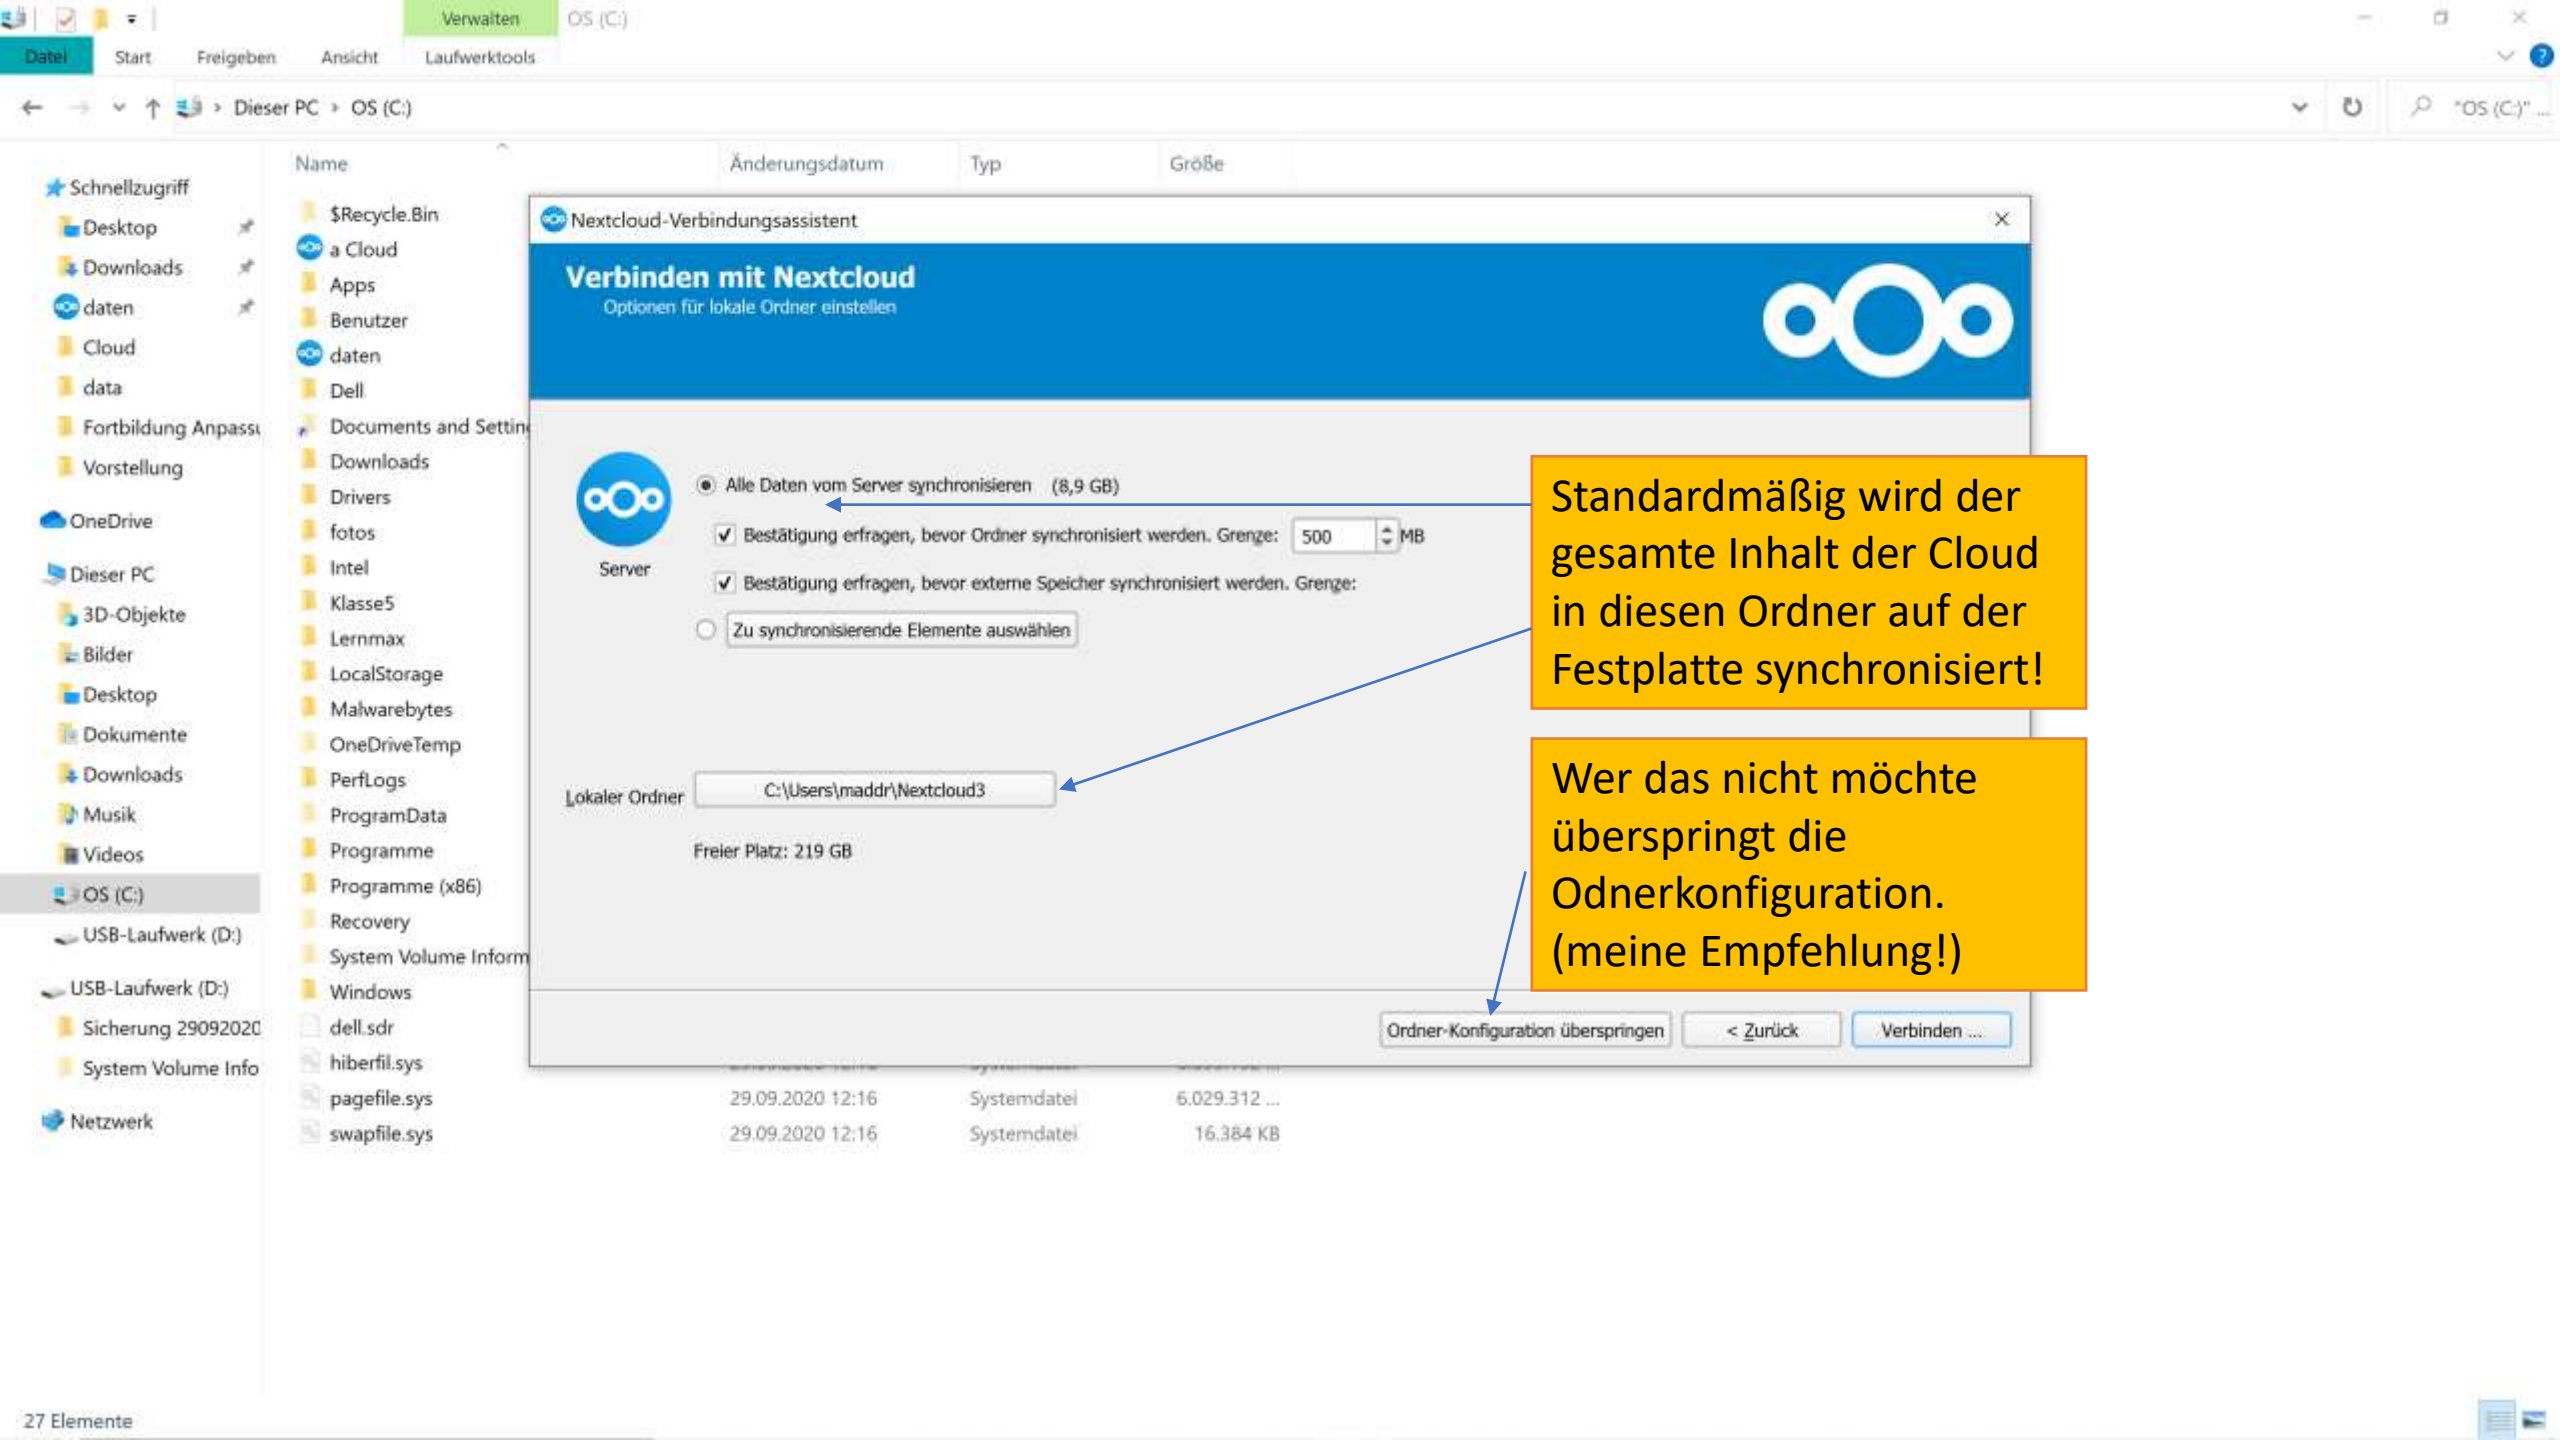 Verwalten
OS (C:)
Datei
Start
Freigeben
Ansicht
Laufwerktools
Dieser PC
OS (C:)
"OS (C:)" ...
Name
Änderungsdatum
Typ
Größe
Schnellzugriff
Desktop
Downloads
daten
Cloud
data
Fortbildung Anpassu
Vorstellung
OneDrive
Dieser PC
3D-Objekte
Bilder
Desktop
Dokumente
Downloads
Musik
Videos
OS (C:)
USB-Laufwerk (D:)
USB-Laufwerk (D:)
Sicherung 29092020
System Volume Info
Netzwerk
$Recycle.Bin
a Cloud
Apps
Benutzer
daten
Dell
Documents and Settin
Downloads
Drivers
fotos
Intel
Klasse5
Lernmax
LocalStorage
Malwarebytes
OneDriveTemp
PerfLogs
ProgramData
Programme
Programme (x86)
Recovery
System Volume Inform
Windows
dell.sdr
hiberfil.sys
pagefile.sys 29.09.2020 12:16 Systemdatei 6.029.312 ...
swapfile.sys 29.09.2020 12:16 Systemdatei 16.384 KB
Nextcloud-Verbindungsassistent
Verbinden mit Nextcloud
Optionen für lokale Ordner einstellen
Server
Alle Daten vom Server synchronisieren (8,9 GB)
Bestätigung erfragen, bevor Ordner synchronisiert werden. Grenze: 500 MB
Bestätigung erfragen, bevor externe Speicher synchronisiert werden. Grenze:
Zu synchronisierende Elemente auswählen
Lokaler Ordner
C:\Users\maddr\Nextcloud3
Freier Platz: 219 GB
Ordner-Konfiguration überspringen
< Zurück
Verbinden ...
Standardmäßig wird der
gesamte Inhalt der Cloud
in diesen Ordner auf der
Festplatte synchronisiert!
Wer das nicht möchte
überspringt die
Odnerkonfiguration.
(meine Empfehlung!)
27 Elemente